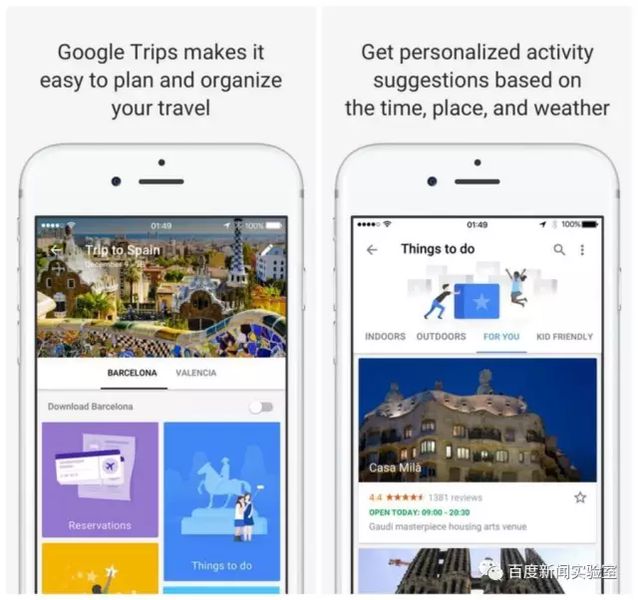 Google Trips makes it
easy to plan and organize
your travel
01:49
100%
Trip to Spain
December 9
BARCELONA
VALENCIA
Download Barcelona
Reservations
Things to do
Get personalized activity
suggestions based on
the time, place, and weather
01:49
100%
Things to do
INDOORS
OUTDOORS
FOR YOU
KID FRIENDLY
Casa Milà
4.4
1381 reviews
OPEN TODAY: 09:00 - 20:30
Gaudi masterpiece housing arts venue
百度新闻实验室